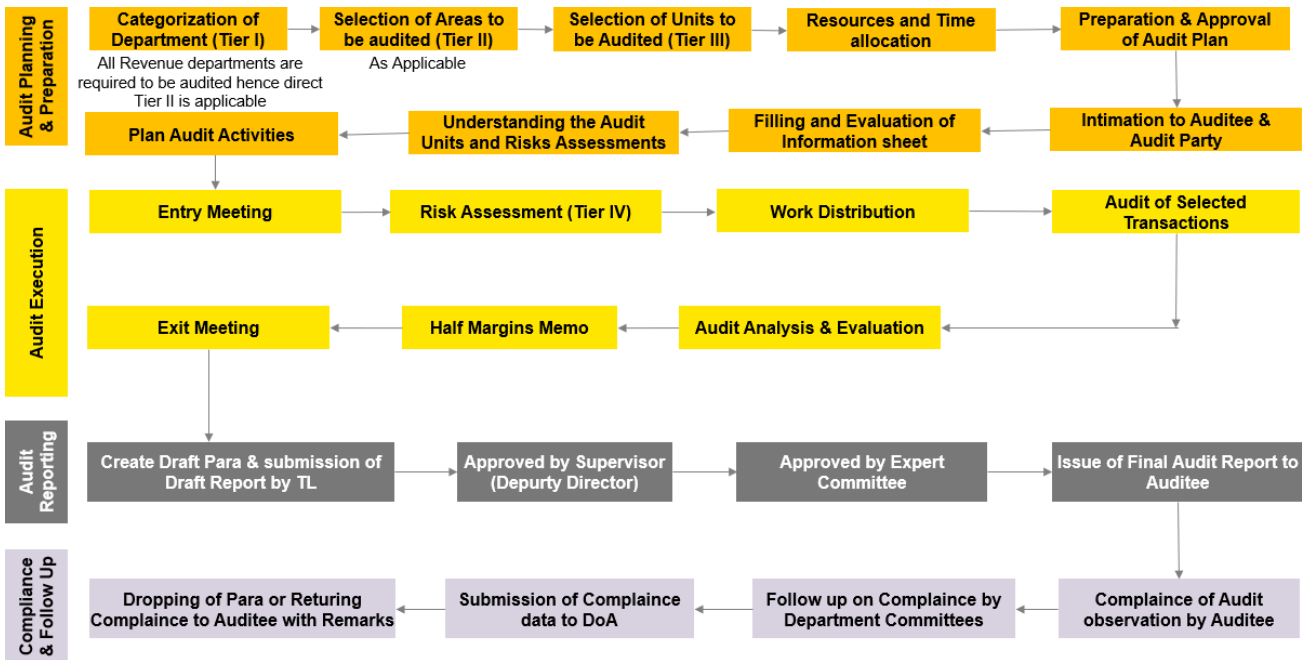 Audit Planning
& Preparation
Categorization of
Department (Tier I)
All Revenue departments are
required to be audited hence direct
Tier II is applicable
Selection of Areas to
be audited (Tier II)
As Applicable
Selection of Units to
be Audited (Tier III)
Resources and Time
allocation
Preparation & Approval
of Audit Plan
Intimation to Auditee &
Audit Party
Filling and Evaluation of
Information sheet
Understanding the Audit
Units and Risks Assessments
Plan Audit Activities
Audit Execution
Entry Meeting
Risk Assessment (Tier IV)
Work Distribution
Audit of Selected
Transactions
Audit Analysis & Evaluation
Half Margins Memo
Exit Meeting
Audit
Reporting
Create Draft Para & submission of
Draft Report by TL
Approved by Supervisor
(Depurty Director)
Approved by Expert
Committee
Issue of Final Audit Report to
Auditee
Compliance
& Follow Up
Complaince of Audit
observation by Auditee
Follow up on Complaince by
Department Committees
Submission of Complaince
data to DoA
Dropping of Para or Returing
Complaince to Auditee with Remarks